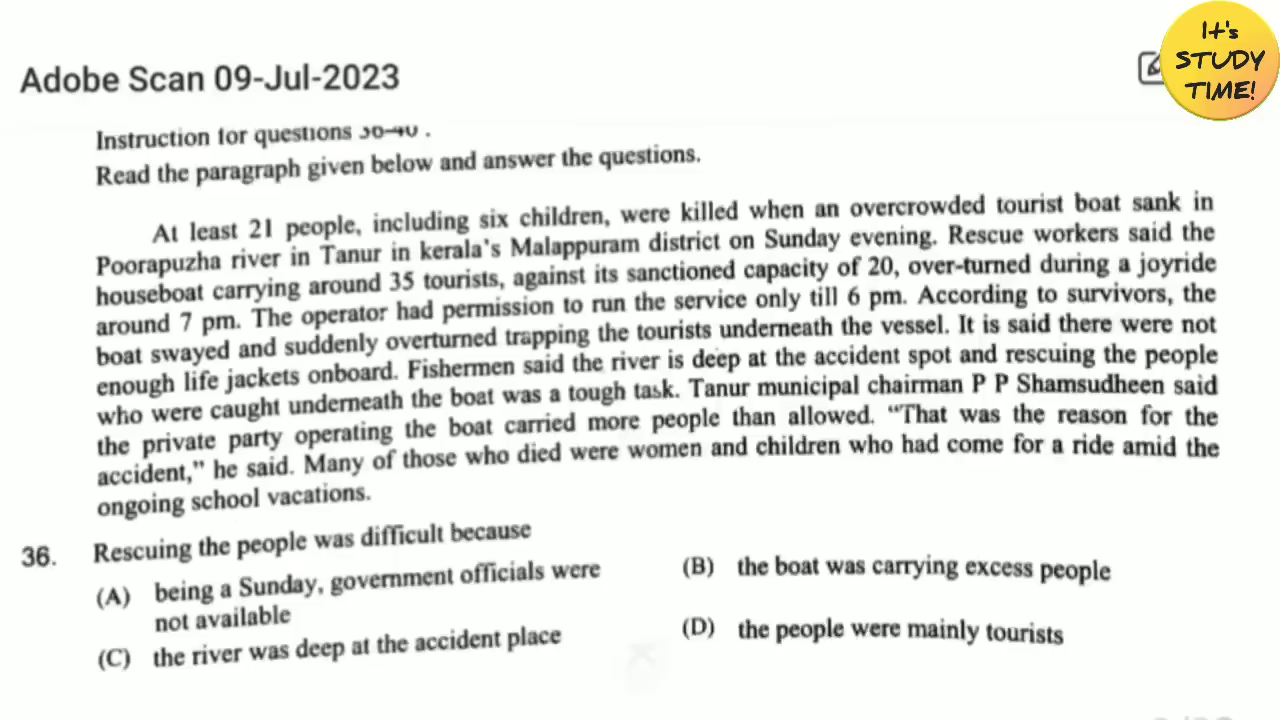 It's
STUDY
TIME!
Adobe Scan 09-Jul-2023
Instruction for questions 36-40 .
Read the paragraph given below and answer the questions.
At least 21 people, including six children, were killed when an overcrowded tourist boat sank in
Poorapuzha river in Tanur in kerala's Malappuram district on Sunday evening. Rescue workers said the
houseboat carrying around 35 tourists, against its sanctioned capacity of 20, over-turned during a joyride
around 7 pm. The operator had permission to run the service only till 6 pm. According to survivors, the
boat swayed and suddenly overturned trapping the tourists underneath the vessel. It is said there were not
enough life jackets onboard. Fishermen said the river is deep at the accident spot and rescuing the people
who were caught underneath the boat was a tough task. Tanur municipal chairman P P Shamsudheen said
the private party operating the boat carried more people than allowed. "That was the reason for the
accident," he said. Many of those who died were women and children who had come for a ride amid the
ongoing school vacations.
36. Rescuing the people was difficult because
(A) being a Sunday, government officials were
not available
(B) the boat was carrying excess people
(C) the river was deep at the accident place
(D) the people were mainly tourists